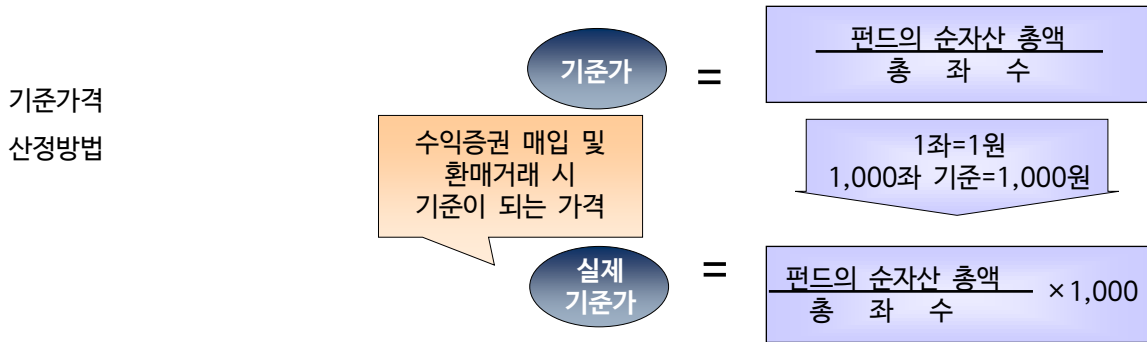 기준가격
산정방법
기준가
=
펀드의 순자산 총액
총 좌 수
수익증권 매입 및
환매거래 시
기준이 되는 가격
1좌=1원
1,000좌 기준=1,000원
실제
기준가
=
펀드의 순자산 총액
총 좌 수
×1,000